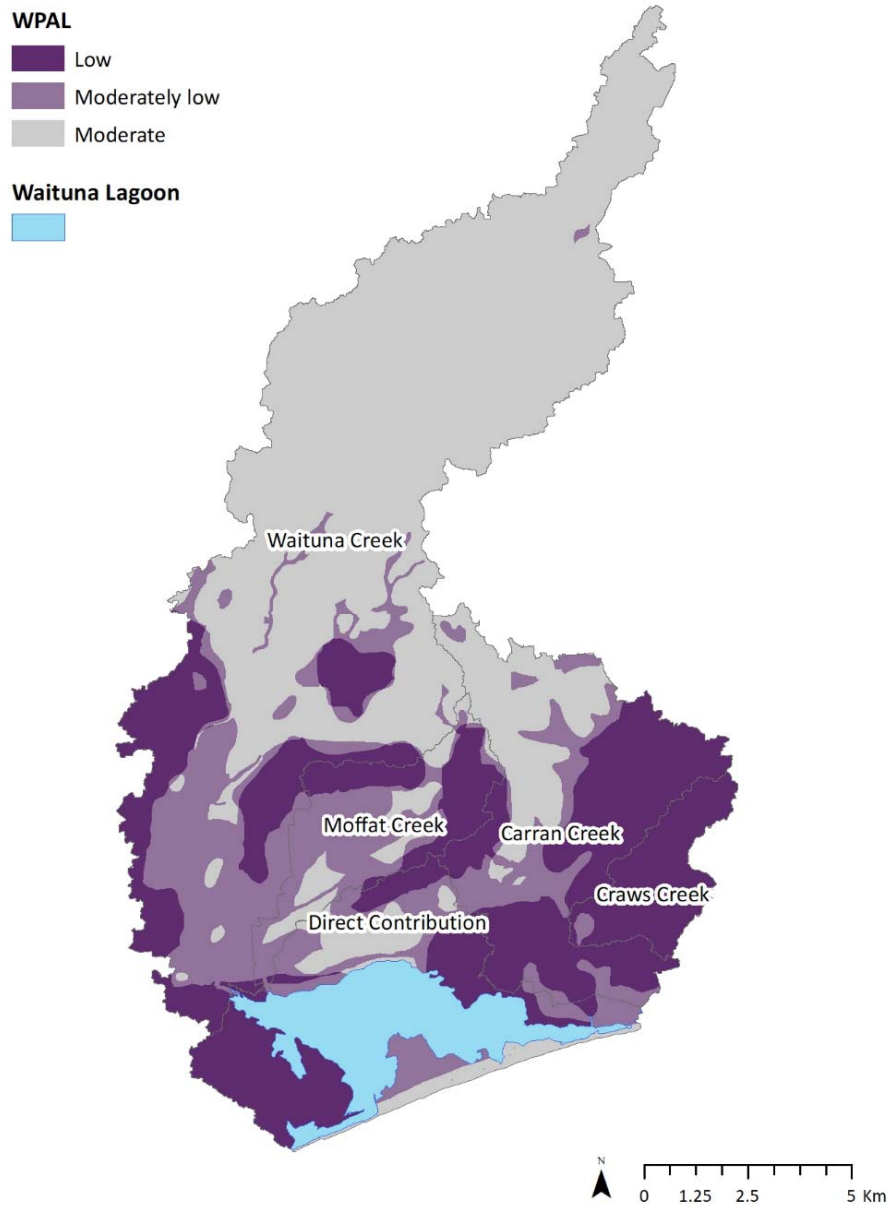 WPAL
Low
Moderately low
Moderate
Waituna Lagoon
Waituna Creek
Moffat Creek
Carran Creek
Craws Creek
Direct Contribution
N
0 1.25 2.5 5 Km